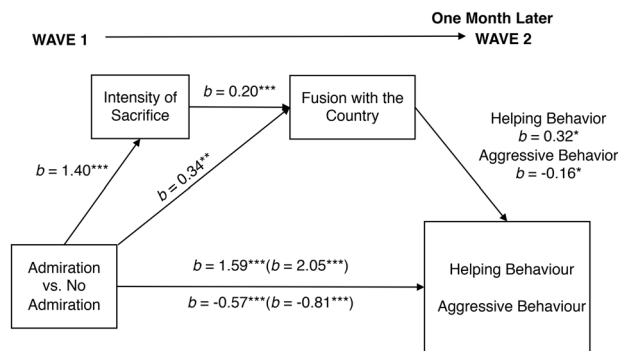 One Month Later
WAVE 1
WAVE 2
Intensity of
Sacrifice
b = 0.20***
Fusion with the
Country
Helping Behavior
b = 0.32*
Aggressive Behavior
b = -0.16*
b = 1.40***
b = 0.34**
Admiration
vs. No
Admiration
b = 1.59***(b = 2.05***)
b = -0.57***(b = -0.81***)
Helping Behaviour
Aggressive Behaviour